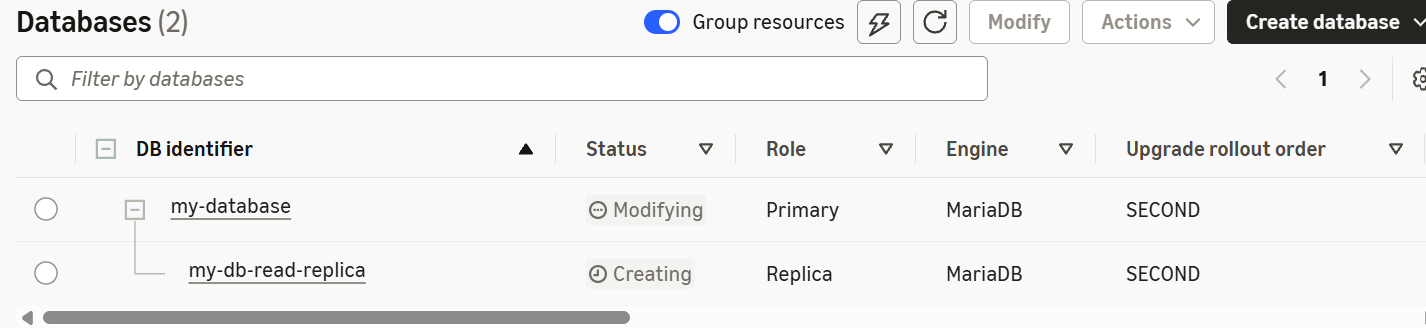 Databases (2) Group resources Modify Actions Create database
Filter by databases 1
DB identifier Status Role Engine Upgrade rollout order
my-database Modifying Primary MariaDB SECOND
my-db-read-replica Creating Replica MariaDB SECOND